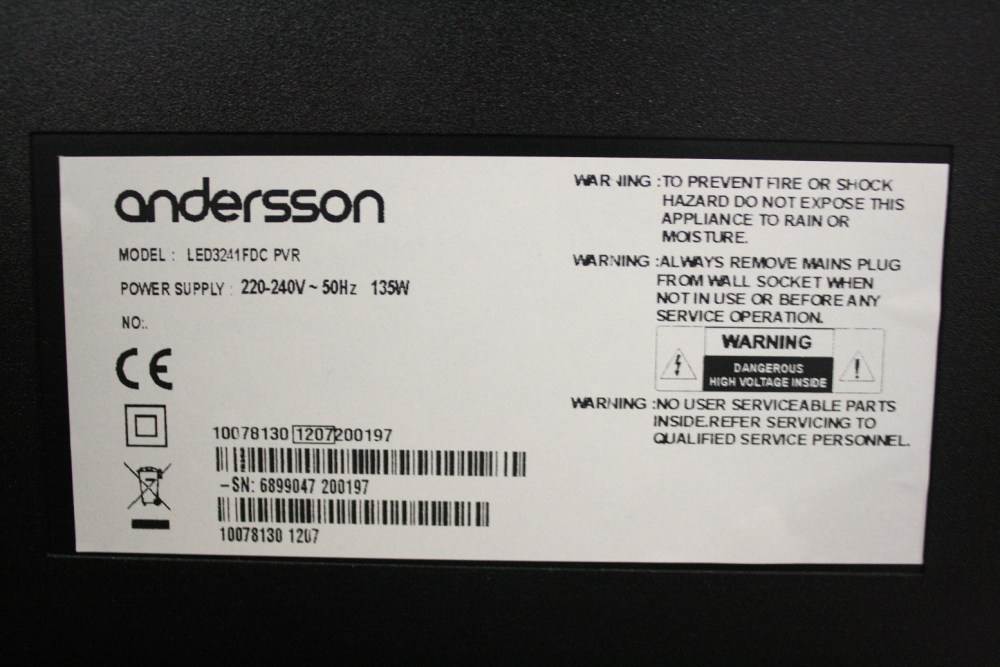 andersson
MODEL : LED3241FDC PVR
POWER SUPPLY : 220-240V ~ 50Hz 135W
NO:.
CE
10078130 1207200197
-SN: 6899047 200197
10078130 1207
WARNING :TO PREVENT FIRE OR SHOCK
HAZARD DO NOT EXPOSE THIS
APPLIANCE TO RAIN OR
MOISTURE.
WARNING :ALWAYS REMOVE MAINS PLUG
FROM WALL SOCKET WHEN
NOT IN USE OR BEFORE ANY
SERVICE OPERATION.
WARNING
DANGEROUS
HIGH VOLTAGE INSIDE
WARNING :NO USER SERVICEABLE PARTS
INSIDE.REFER SERVICING TO
QUALIFIED SERVICE PERSONNEL.